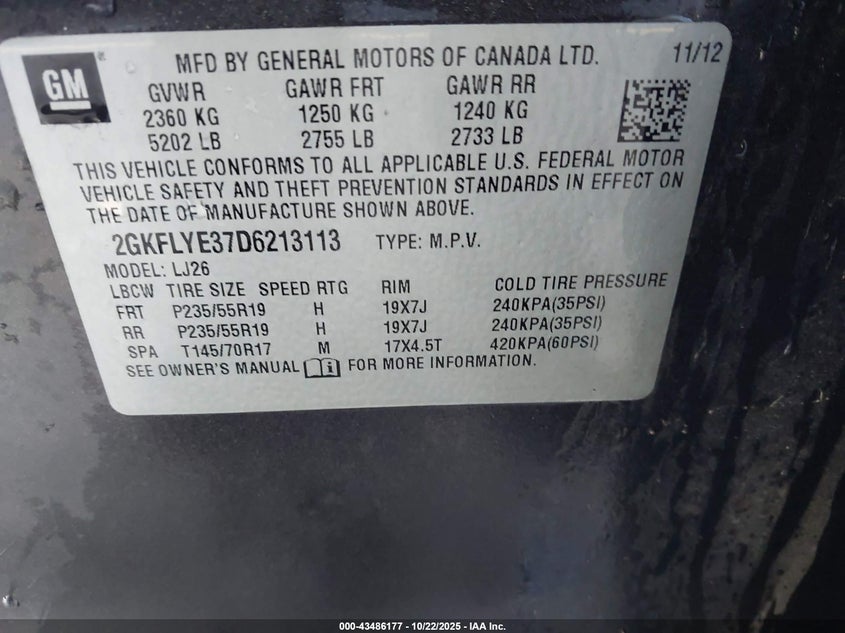 GM
MFD BY GENERAL MOTORS OF CANADA LTD. 11/12
GVWR GAWR FRT GAWR RR
2360 KG 1250 KG 1240 KG
5202 LB 2755 LB 2733 LB
THIS VEHICLE CONFORMS TO ALL APPLICABLE U.S. FEDERAL MOTOR
VEHICLE SAFETY AND THEFT PREVENTION STANDARDS IN EFFECT ON
THE DATE OF MANUFACTURE SHOWN ABOVE.
2GKFLYE37D6213113 TYPE: M.P.V.
MODEL: LJ26
LBCW TIRE SIZE SPEED RTG RIM COLD TIRE PRESSURE
FRT P235/55R19 H 19X7J 240KPA(35PSI)
RR P235/55R19 H 19X7J 240KPA(35PSI)
SPA T145/70R17 M 17X4.5T 420KPA(60PSI)
SEE OWNER'S MANUAL FOR MORE INFORMATION.
000-43486177 - 10/22/2025 - IAA Inc.